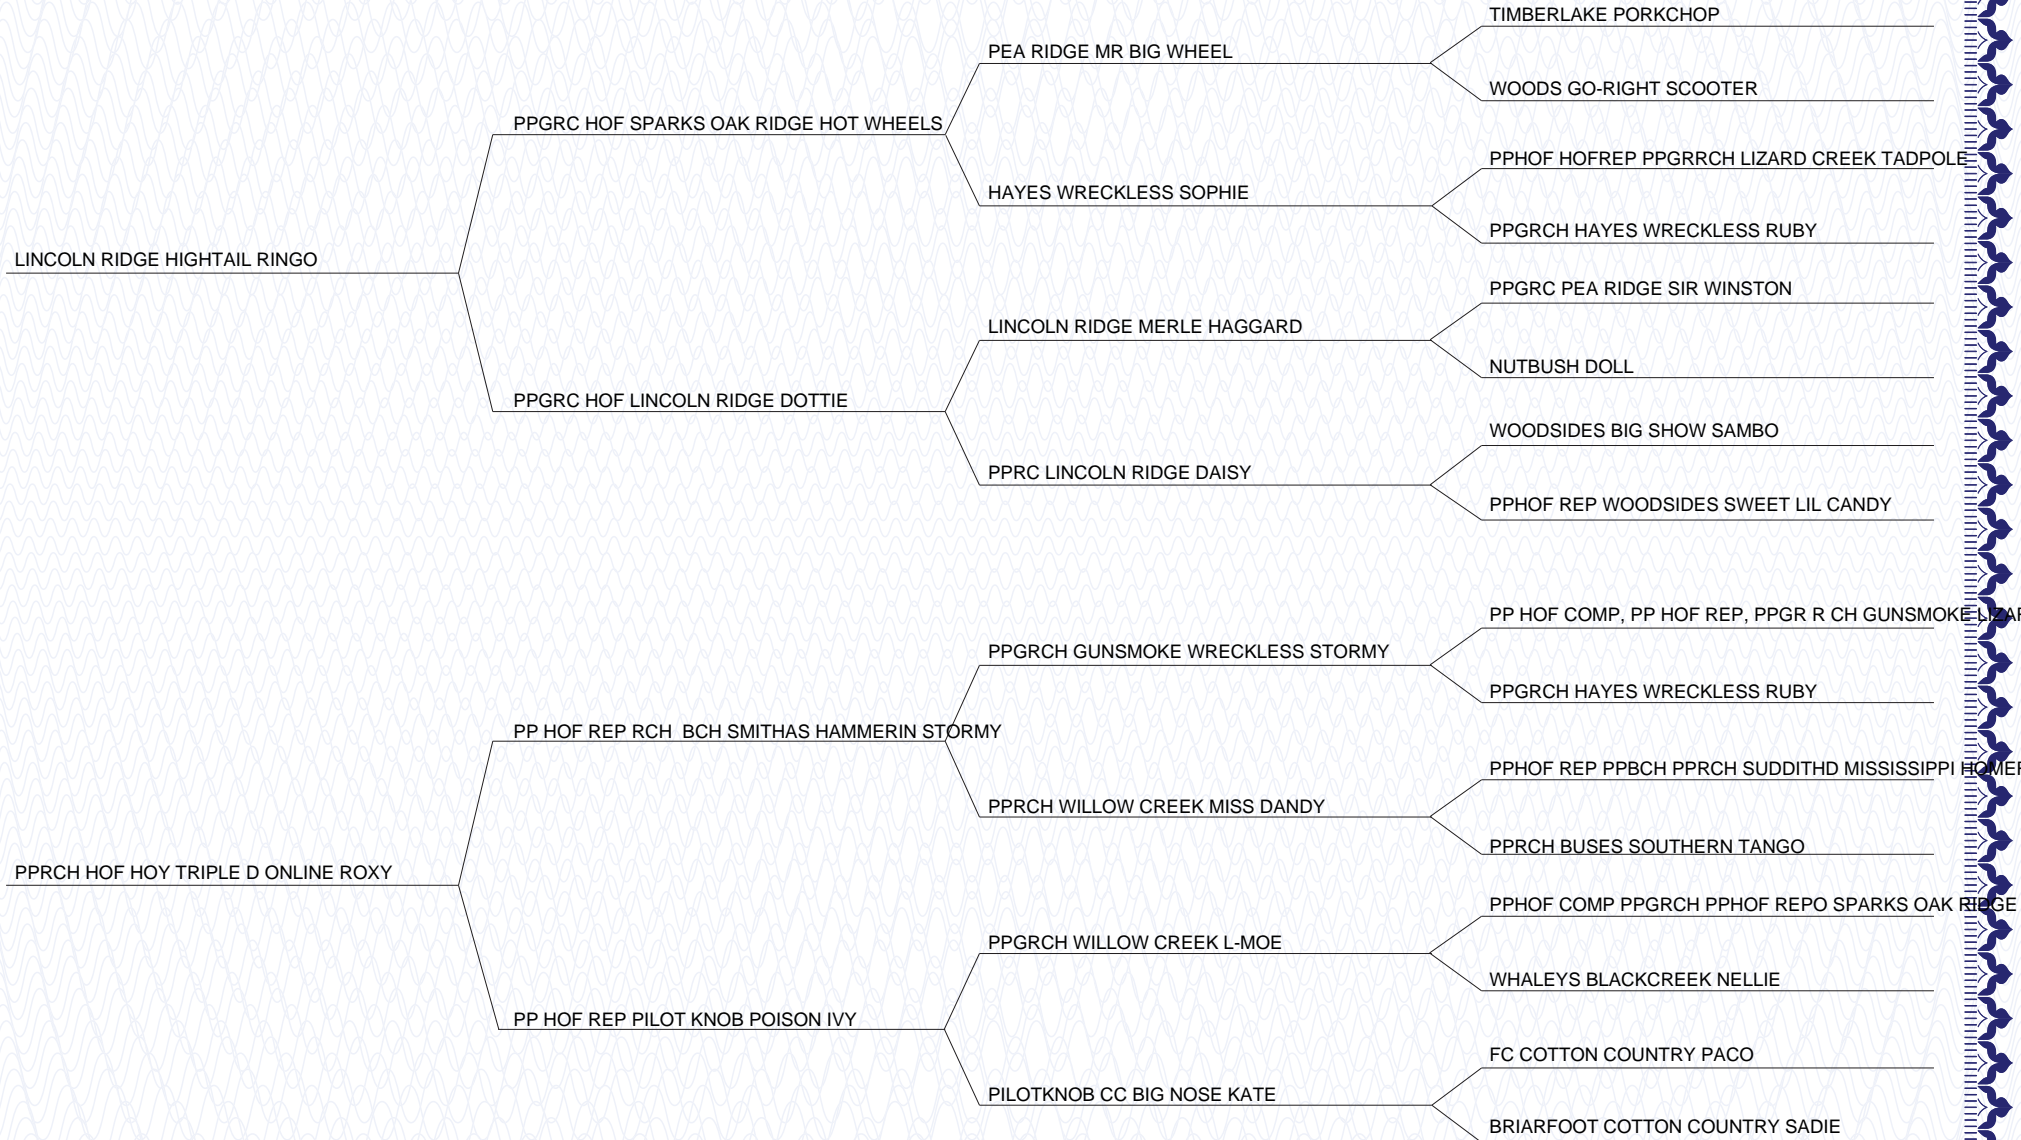 TIMBERLAKE PORKCHOP
PEA RIDGE MR BIG WHEEL
WOODS GO-RIGHT SCOOTER
PPGRC HOF SPARKS OAK RIDGE HOT WHEELS
PPHOF HOFREP PPGRRCH LIZARD CREEK TADPOLE
HAYES WRECKLESS SOPHIE
PPGRCH HAYES WRECKLESS RUBY
LINCOLN RIDGE HIGHTAIL RINGO
PPGRC PEA RIDGE SIR WINSTON
LINCOLN RIDGE MERLE HAGGARD
NUTBUSH DOLL
PPGRC HOF LINCOLN RIDGE DOTTIE
WOODSIDES BIG SHOW SAMBO
PPRC LINCOLN RIDGE DAISY
PPHOF REP WOODSIDES SWEET LIL CANDY
PP HOF COMP, PP HOF REP, PPGR R CH GUNSMOKE
PPGRCH GUNSMOKE WRECKLESS STORMY
PPGRCH HAYES WRECKLESS RUBY
PP HOF REP RCH  BCH SMITHAS HAMMERIN STORMY
PPHOF REP PPBCH PPRCH SUDDITHD MISSISSIPPI
PPRCH WILLOW CREEK MISS DANDY
PPRCH BUSES SOUTHERN TANGO
PPRCH HOF HOY TRIPLE D ONLINE ROXY
PPHOF COMP PPGRCH PPHOF REPO SPARKS OAK RIDGE
PPGRCH WILLOW CREEK L-MOE
WHALEYS BLACKCREEK NELLIE
PP HOF REP PILOT KNOB POISON IVY
FC COTTON COUNTRY PACO
PILOTKNOB CC BIG NOSE KATE
BRIARFOOT COTTON COUNTRY SADIE